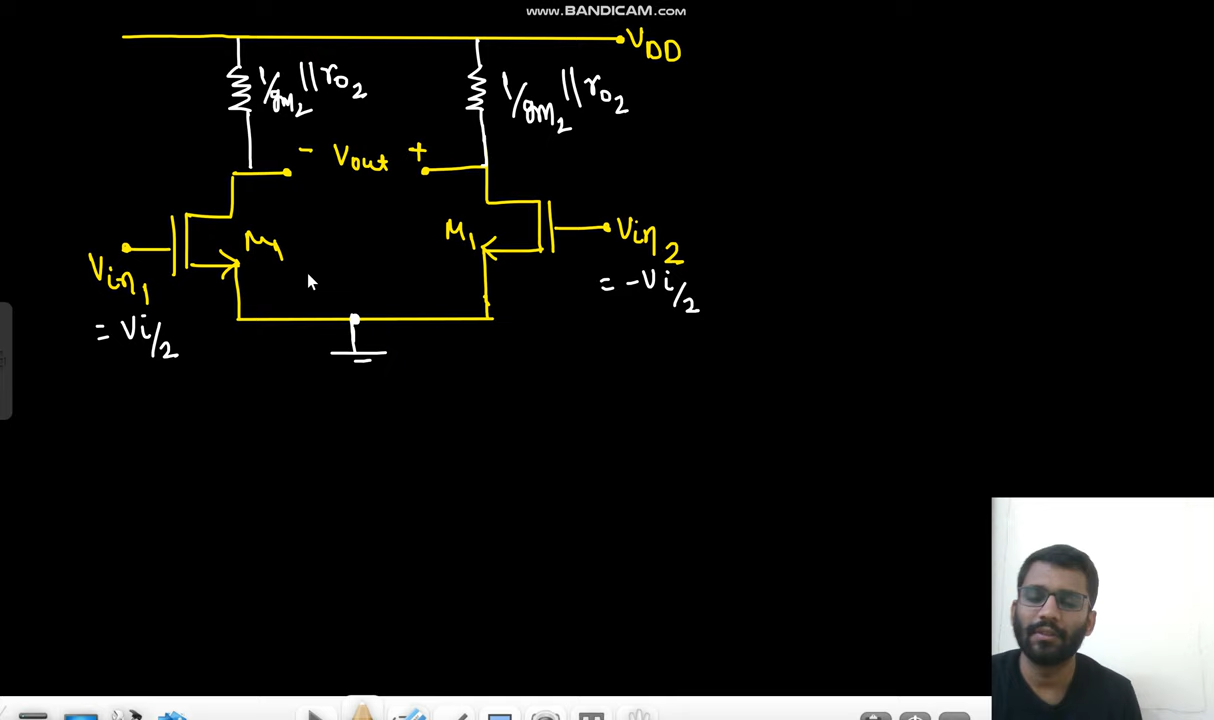 www.BANDICAM.com
VDD
1/gm2 || ro2
1/gm2 || ro2
- Vout +
M1
M1
Vin1
= Vi/2
Vin2
= -Vi/2